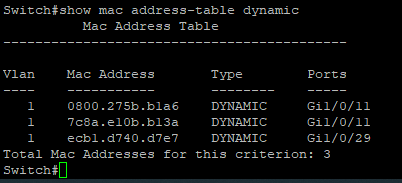 Switch#show mac address-table dynamic
Mac Address Table
-------------------------------------------
Vlan Mac Address Type Ports
---- ----------- -------- -----
1 0800.275b.b1a6 DYNAMIC Gi1/0/11
1 7c8a.e10b.b13a DYNAMIC Gi1/0/11
1 ecb1.d740.d7e7 DYNAMIC Gi1/0/29
Total Mac Addresses for this criterion: 3
Switch#